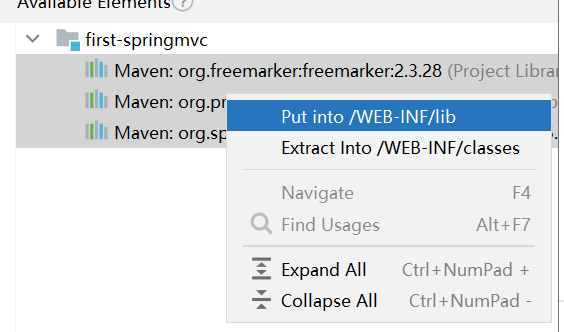 Available Elements ?
first-springmvc
Maven: org.freemarker:freemarker:2.3.28 (Project Librar
Maven: org.pr
Maven: org.sp
Put into /WEB-INF/lib
Extract Into /WEB-INF/classes
Navigate F4
Find Usages Alt+F7
Expand All Ctrl+NumPad +
Collapse All Ctrl+NumPad -